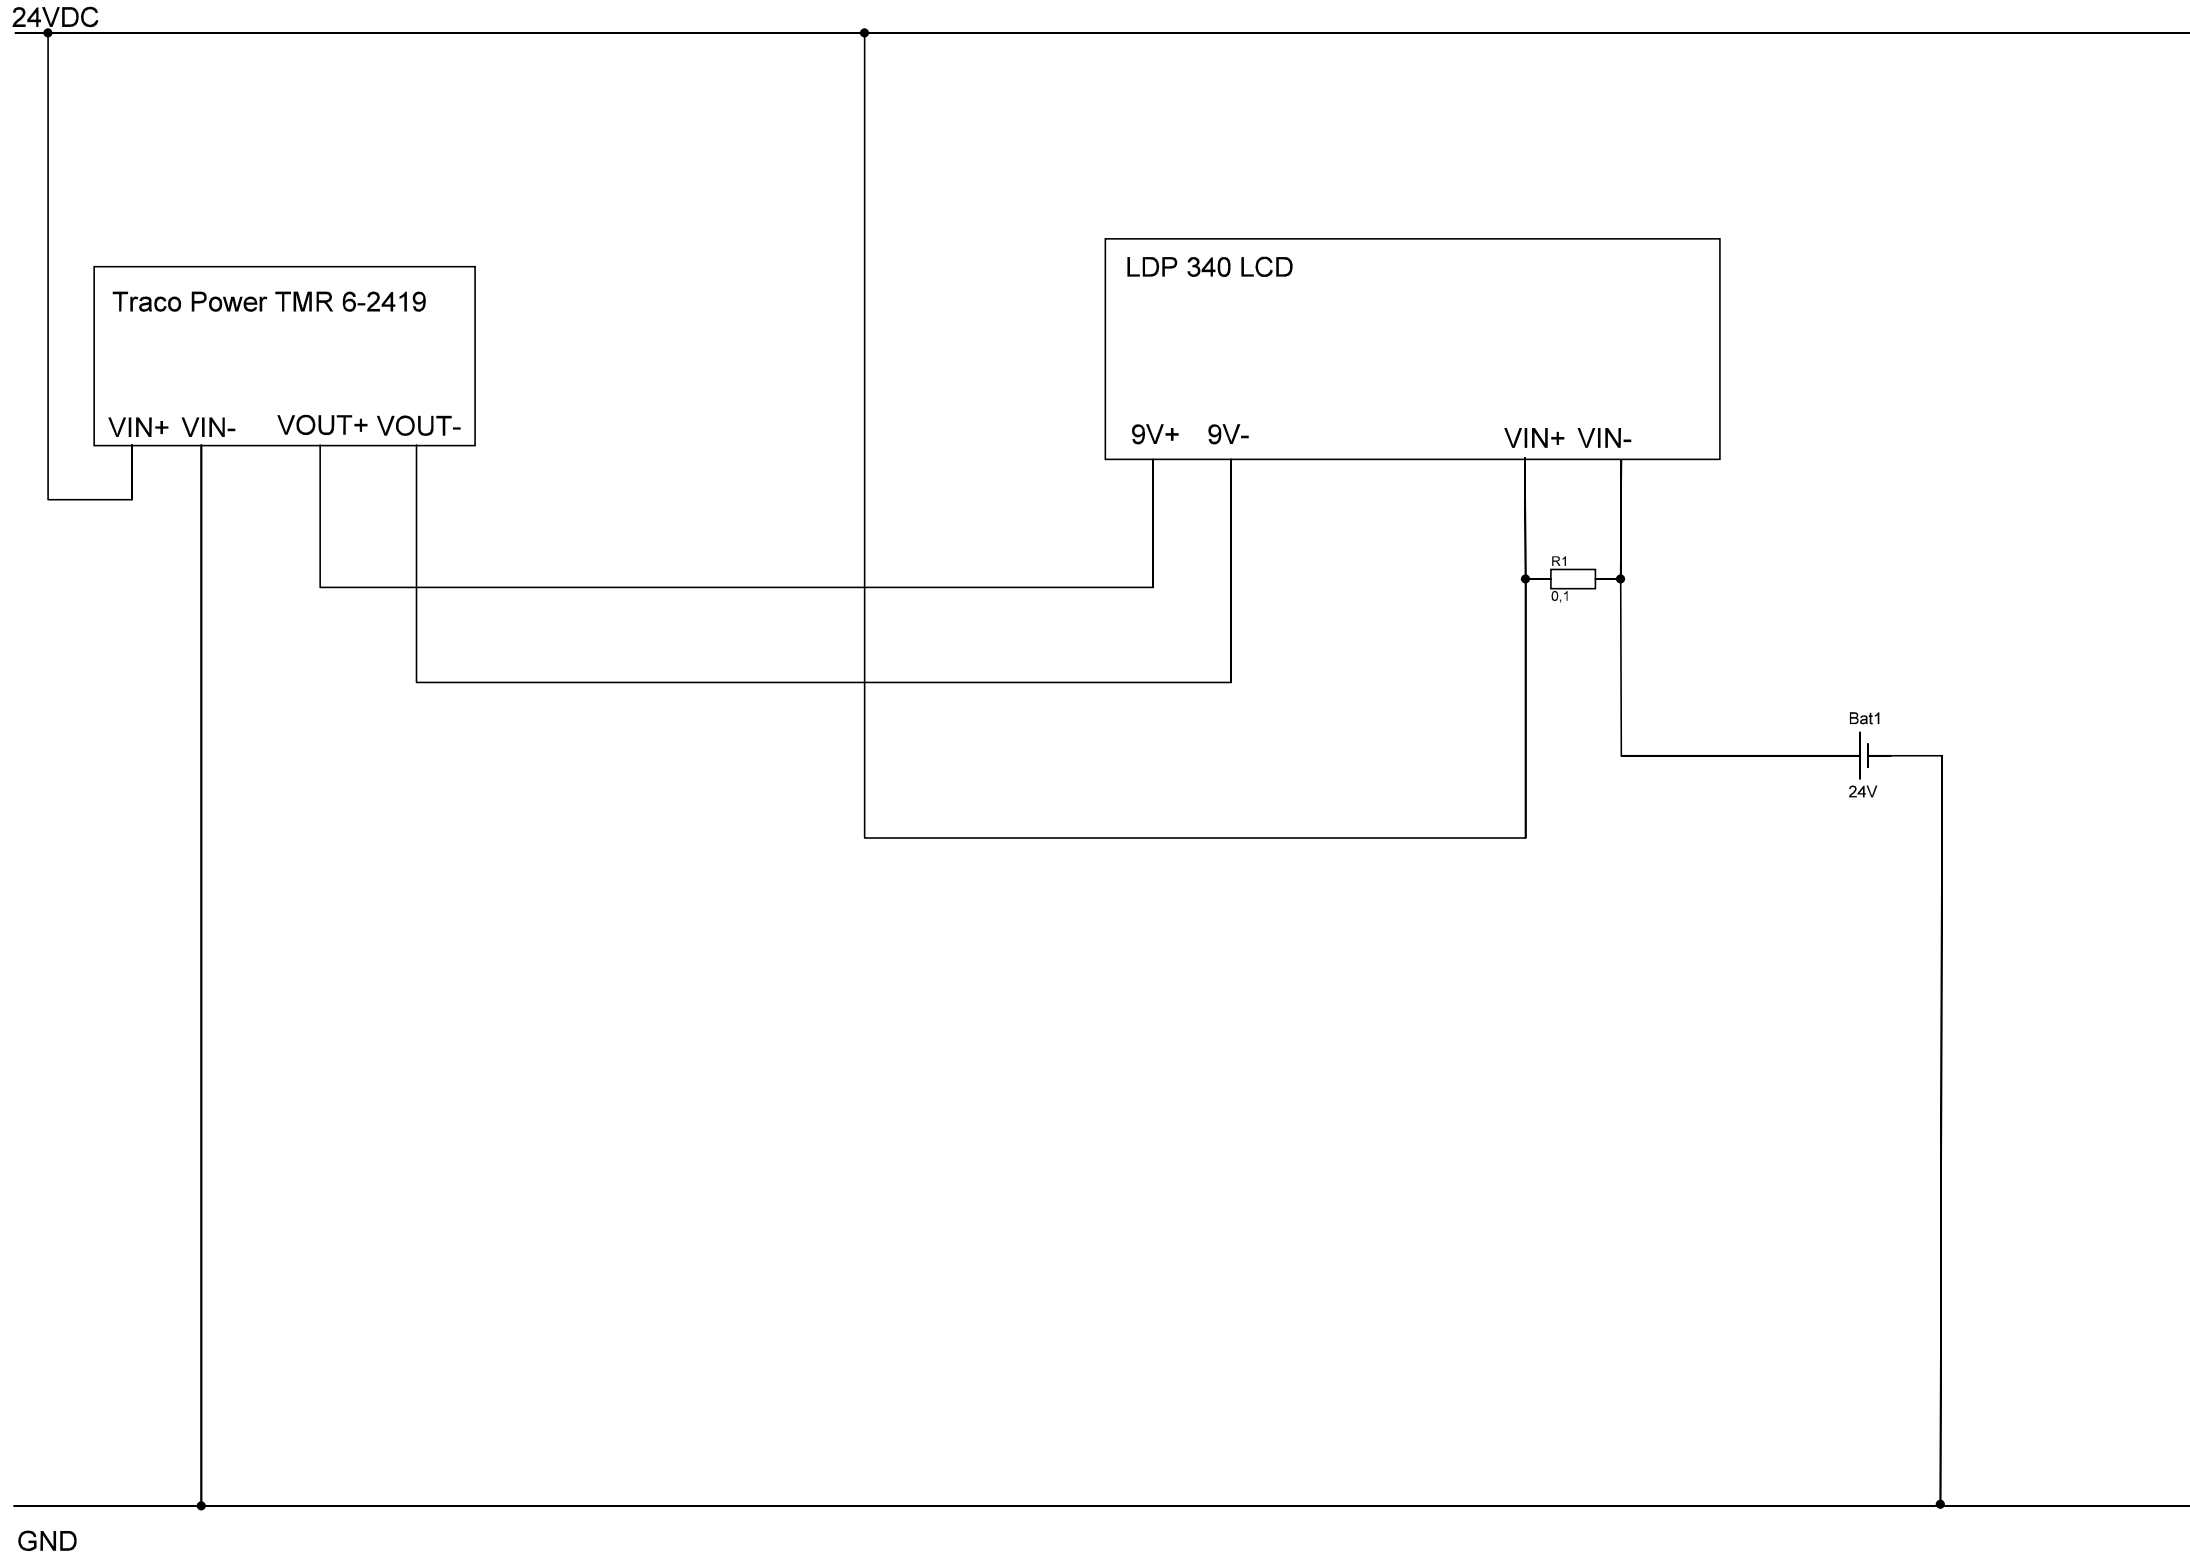 24VDC
LDP 340 LCD
Traco Power TMR 6-2419
VIN+ VIN- VOUT+ VOUT-
9V+ 9V- VIN+ VIN-
R1
0,1
Bat1
24V
GND